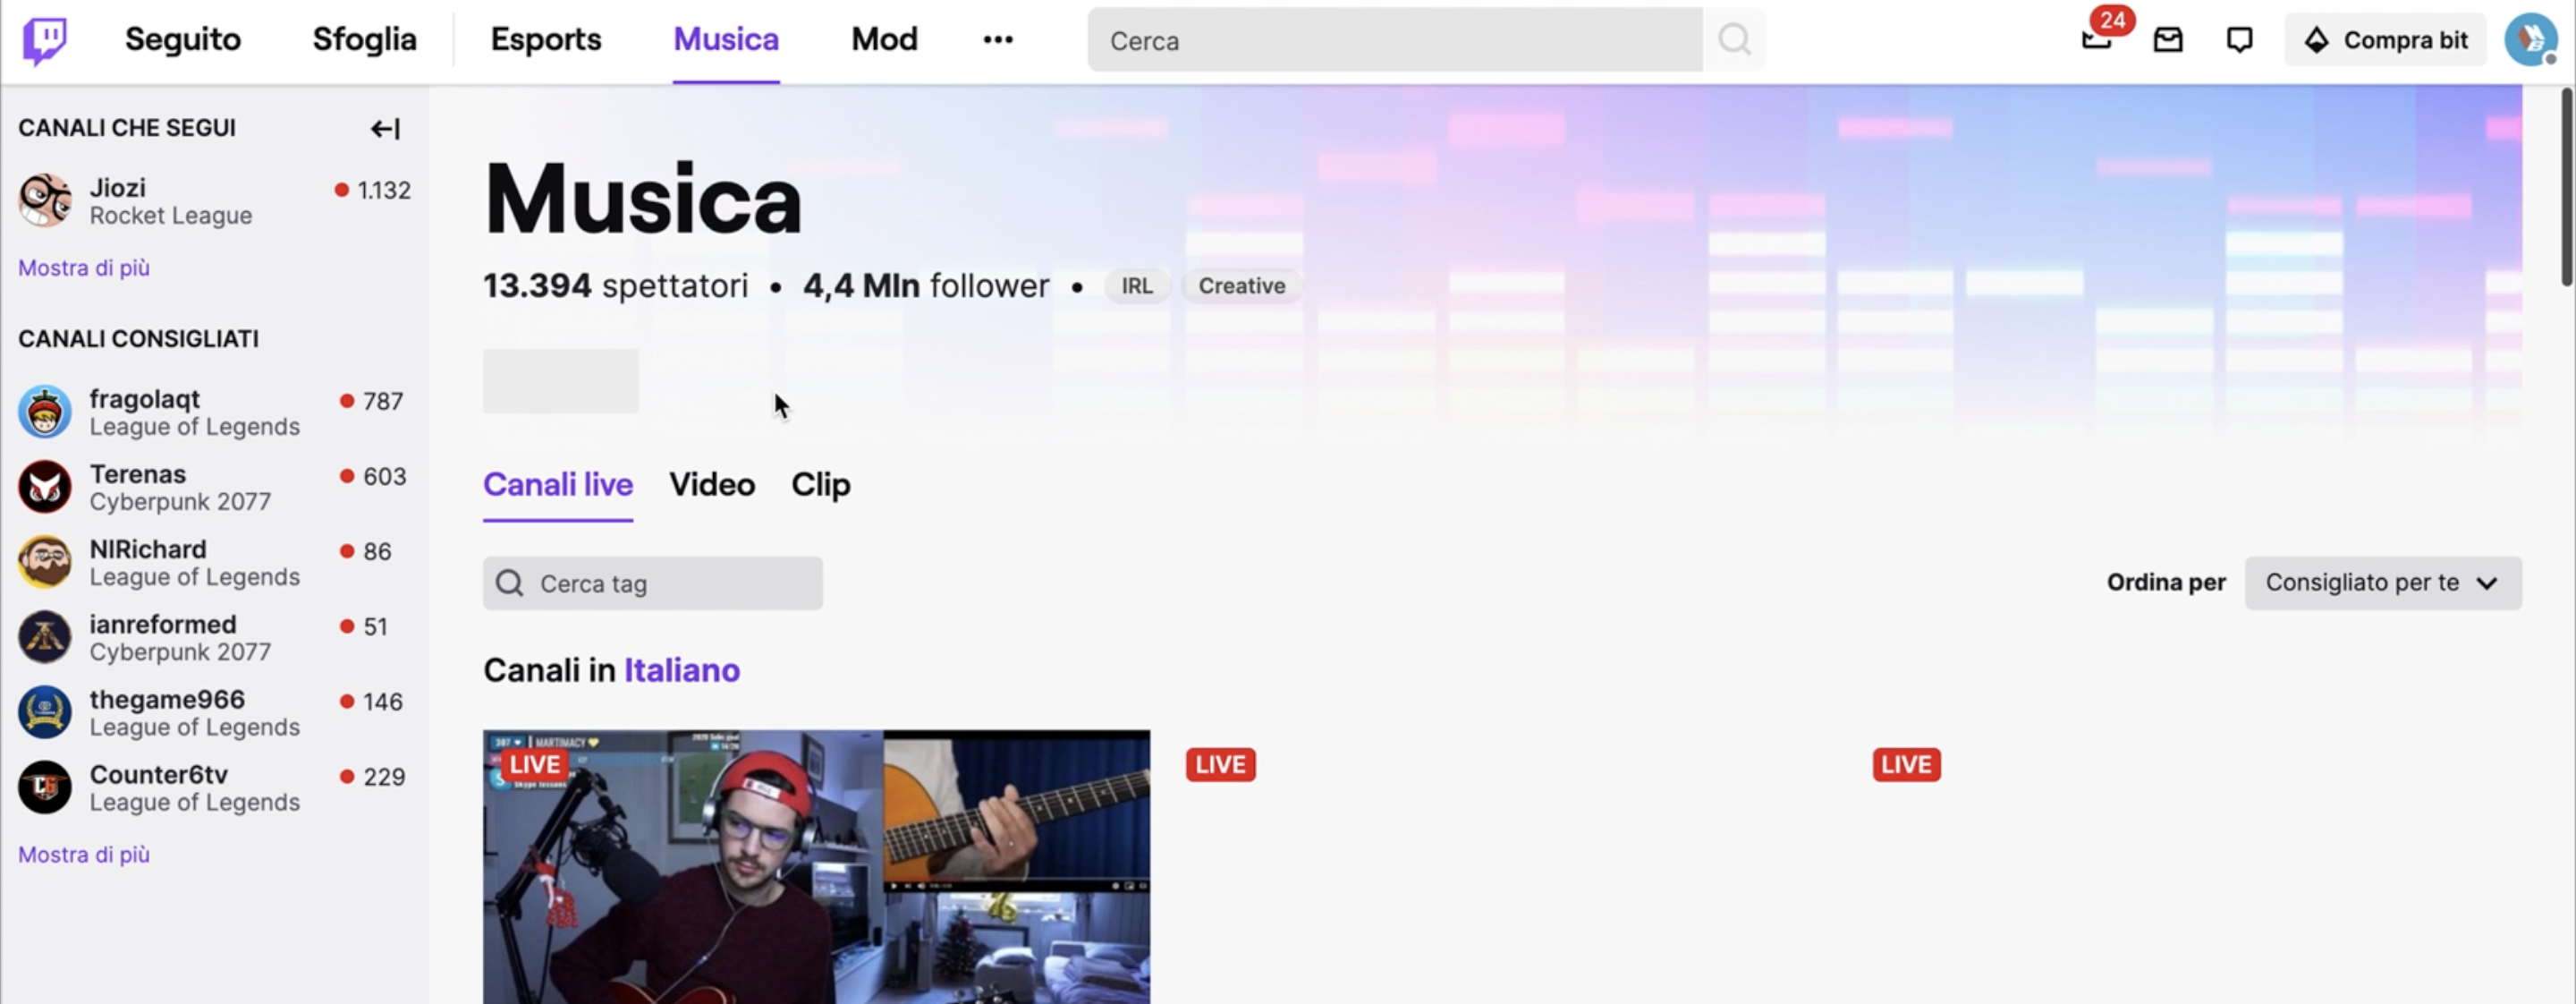 Seguito
Sfoglia
Esports
Musica
Mod
Cerca
24
Compra bit
CANALI CHE SEGUI
Jiozi
1.132
Rocket League
Mostra di più
CANALI CONSIGLIATI
fragolaqt
787
League of Legends
Terenas
603
Cyberpunk 2077
NIRichard
86
League of Legends
ianreformed
51
Cyberpunk 2077
thegame966
146
League of Legends
Counter6tv
229
League of Legends
Mostra di più
Musica
13.394 spettatori • 4,4 Mln follower • IRL Creative
Canali live
Video
Clip
Cerca tag
Ordina per
Consigliato per te
Canali in Italiano
387
MARTIMACY
LIVE
Skype lessons
LIVE
LIVE